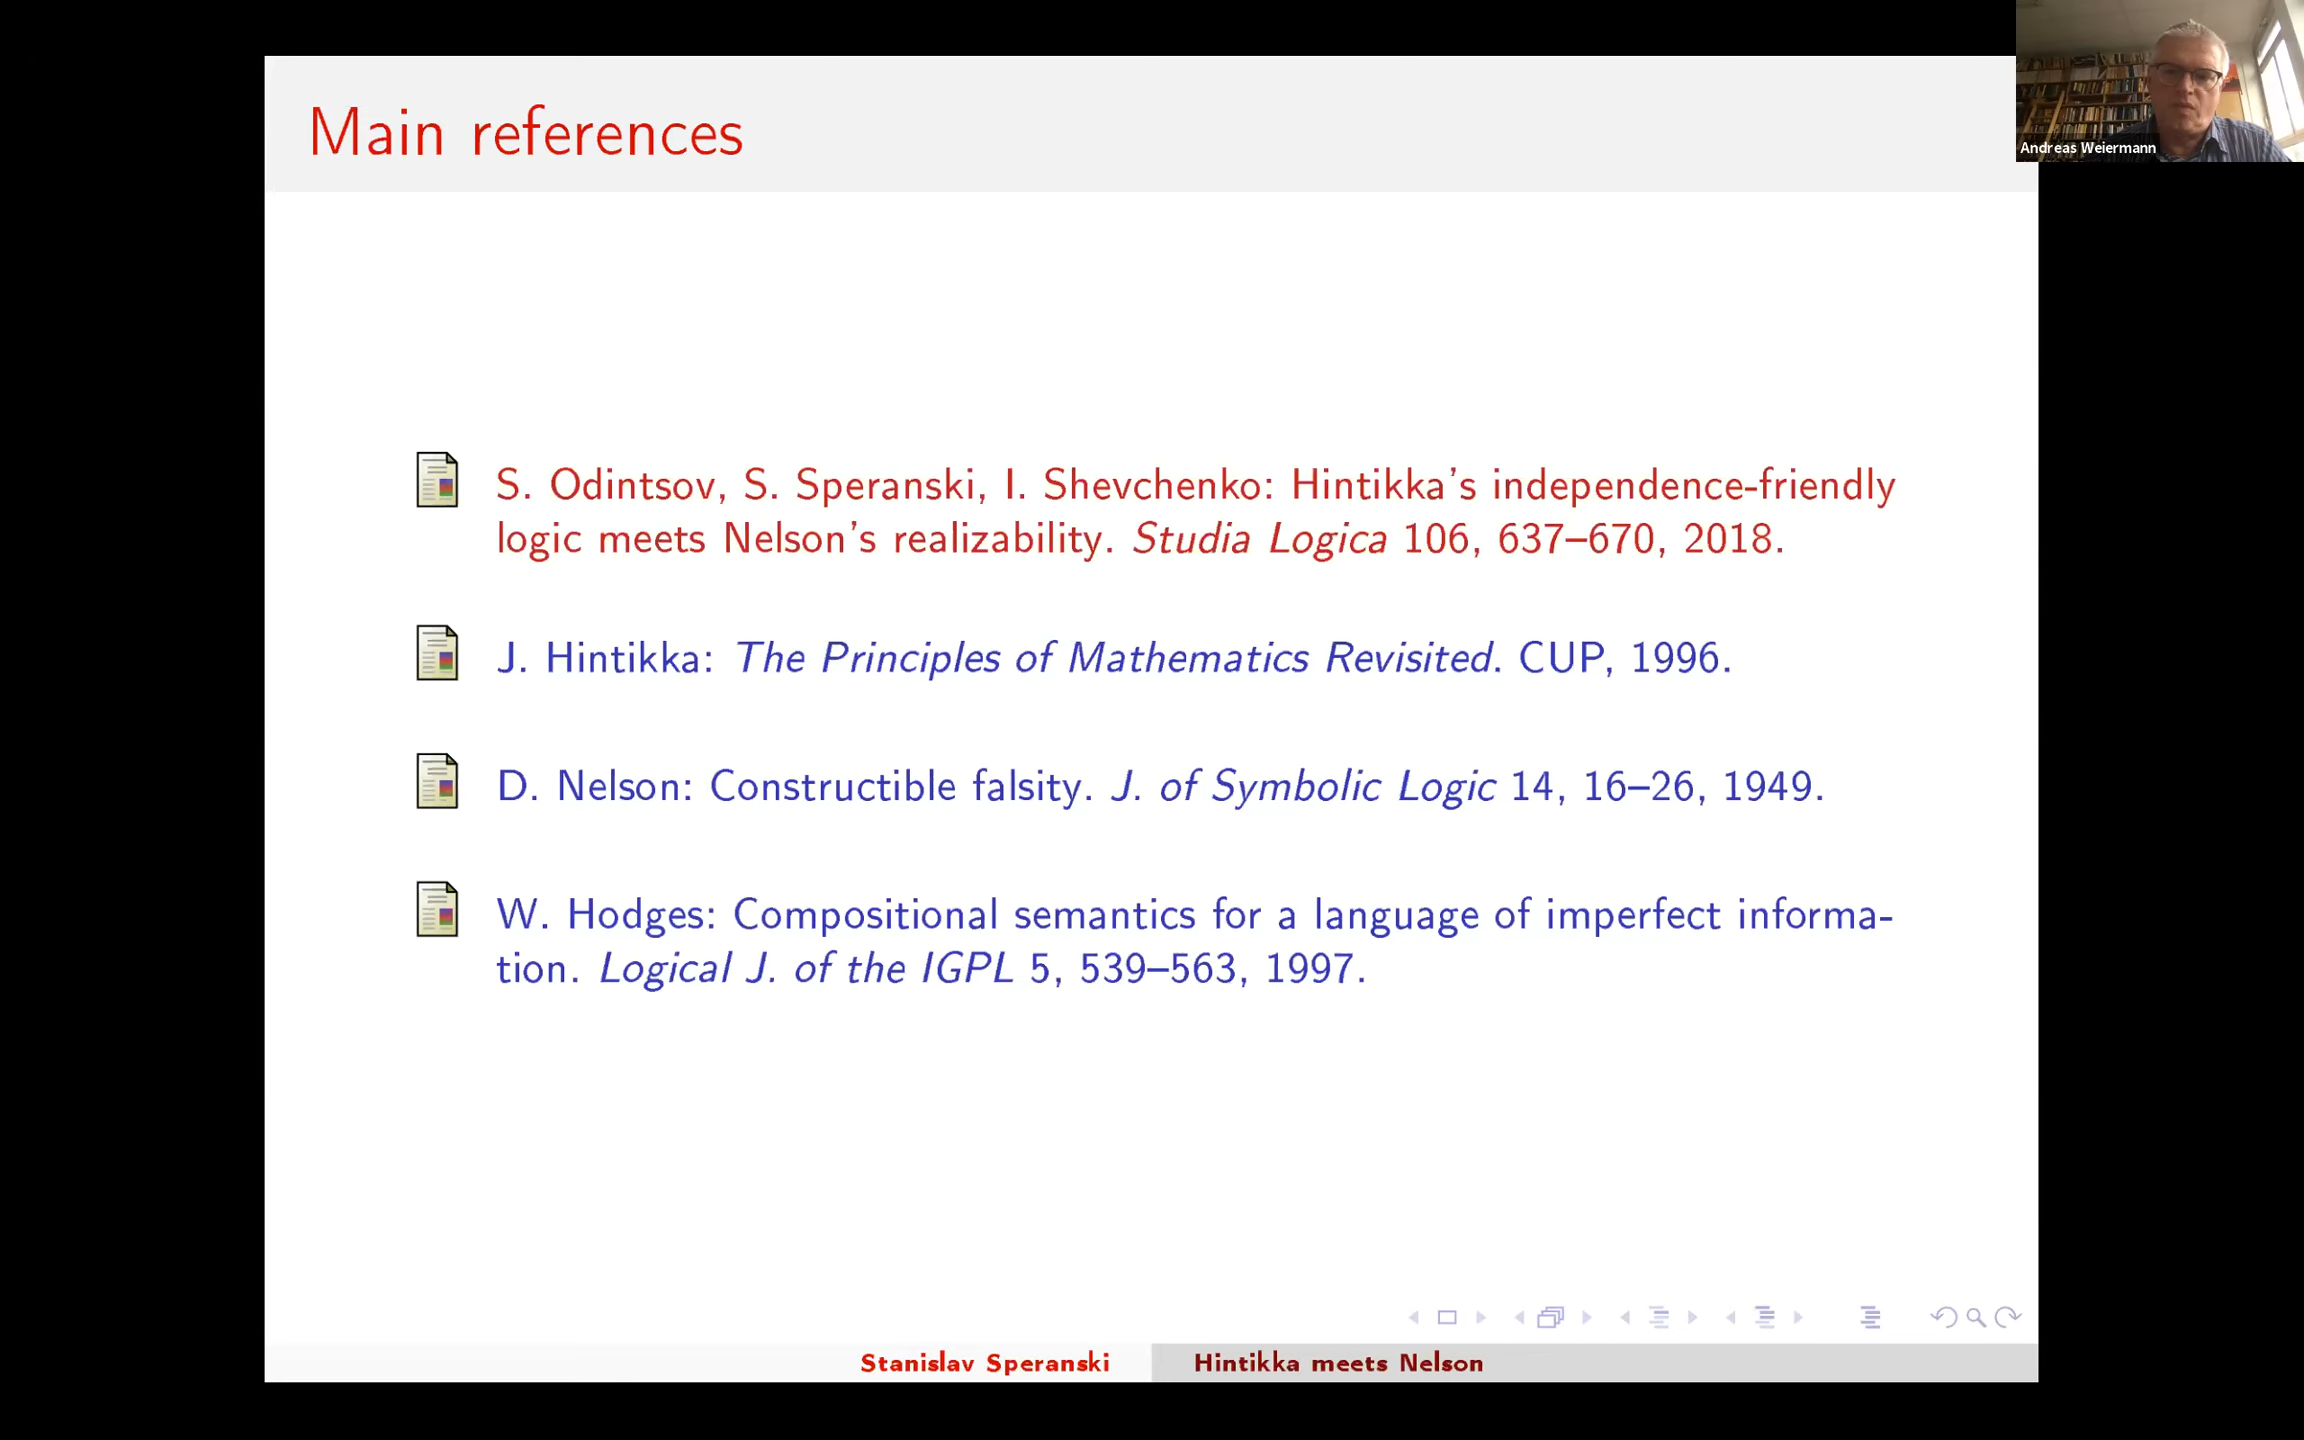 Main references
Andreas Weiermann
S. Odintsov, S. Speranski, I. Shevchenko: Hintikka's independence-friendly
logic meets Nelson's realizability. Studia Logica 106, 637–670, 2018.
J. Hintikka: The Principles of Mathematics Revisited. CUP, 1996.
D. Nelson: Constructible falsity. J. of Symbolic Logic 14, 16–26, 1949.
W. Hodges: Compositional semantics for a language of imperfect informa-
tion. Logical J. of the IGPL 5, 539–563, 1997.
Stanislav Speranski
Hintikka meets Nelson